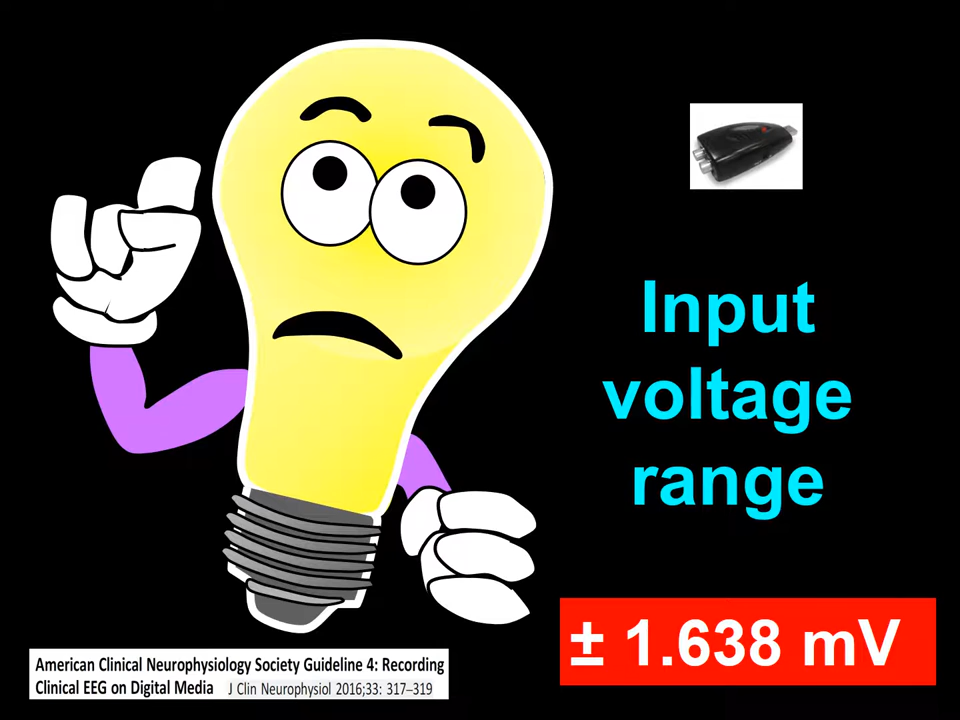 Input
voltage
range
± 1.638 mV
American Clinical Neurophysiology Society Guideline 4: Recording
Clinical EEG on Digital Media J Clin Neurophysiol 2016;33: 317–319